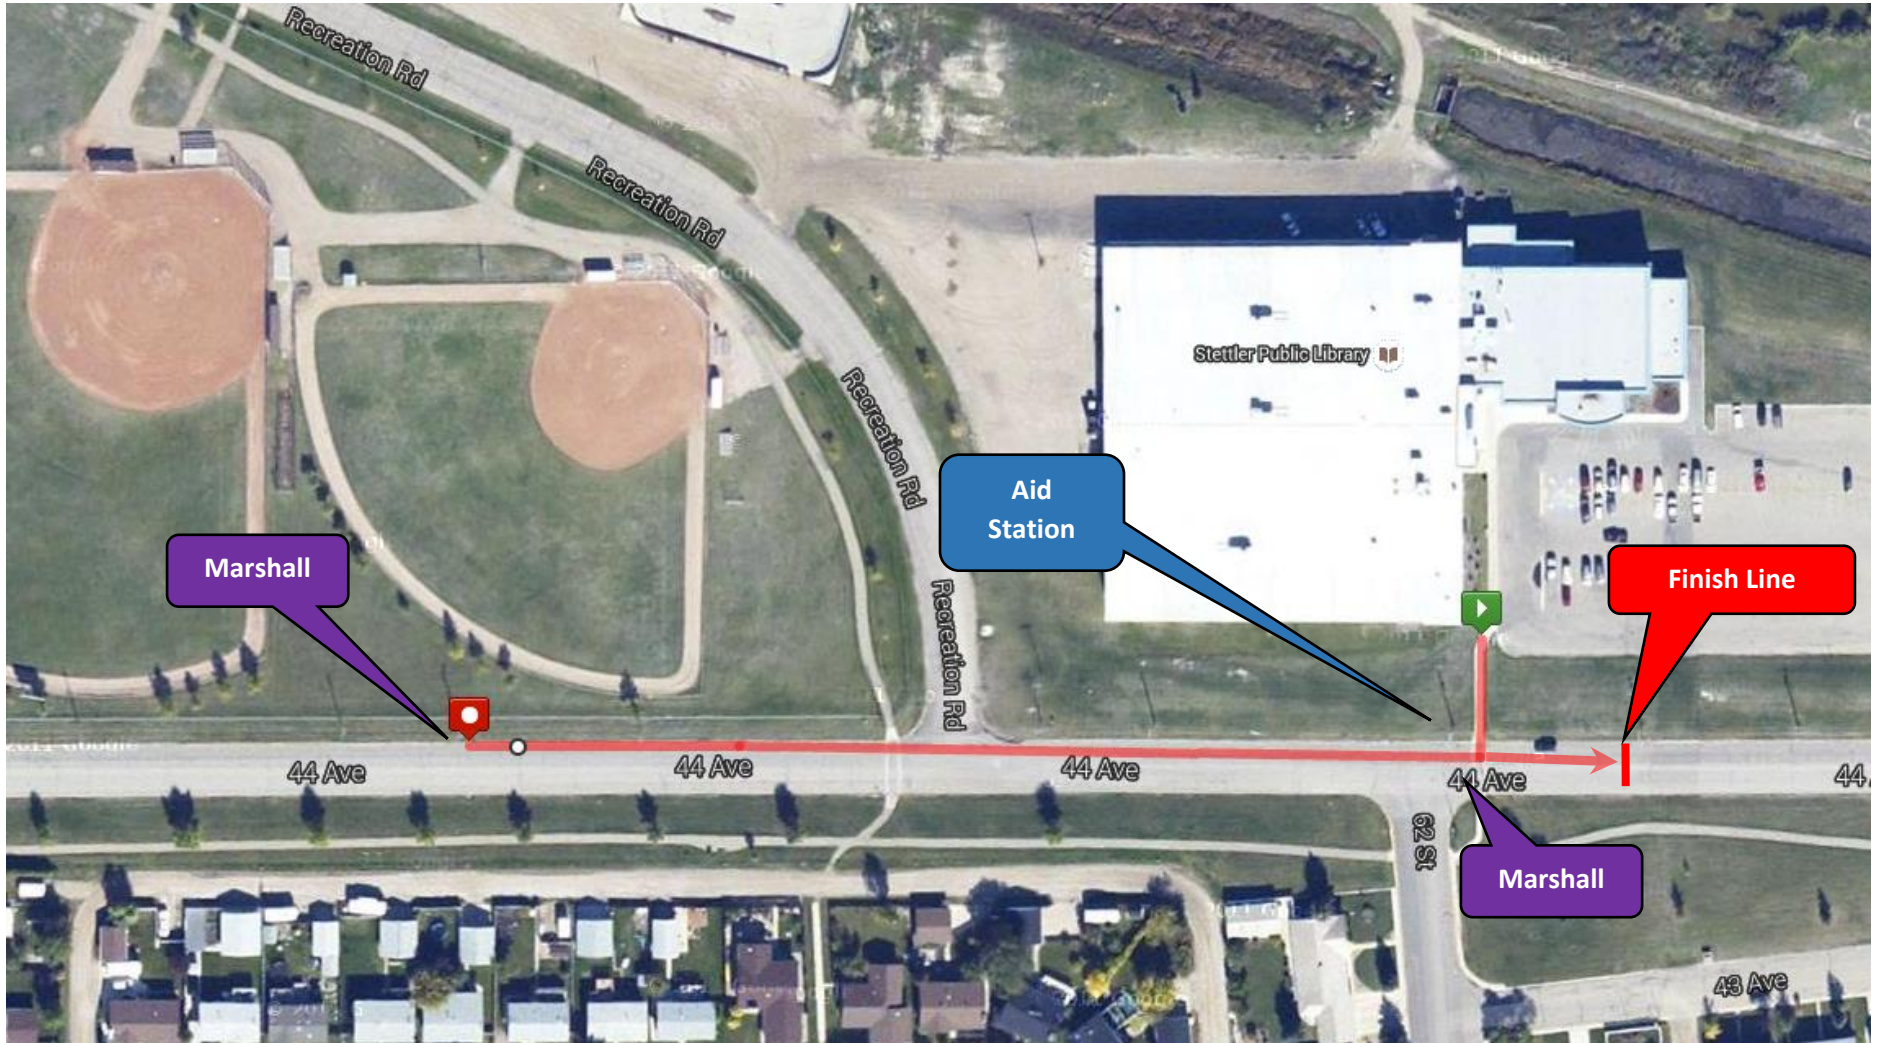 Recreation Rd
Recreation Rd
Stettler Public Library
Recreation Rd
Aid
Station
Marshall
Finish Line
Recreation Rd
44 Ave
44 Ave
44 Ave
44 Ave
44
62 St
Marshall
43 Ave